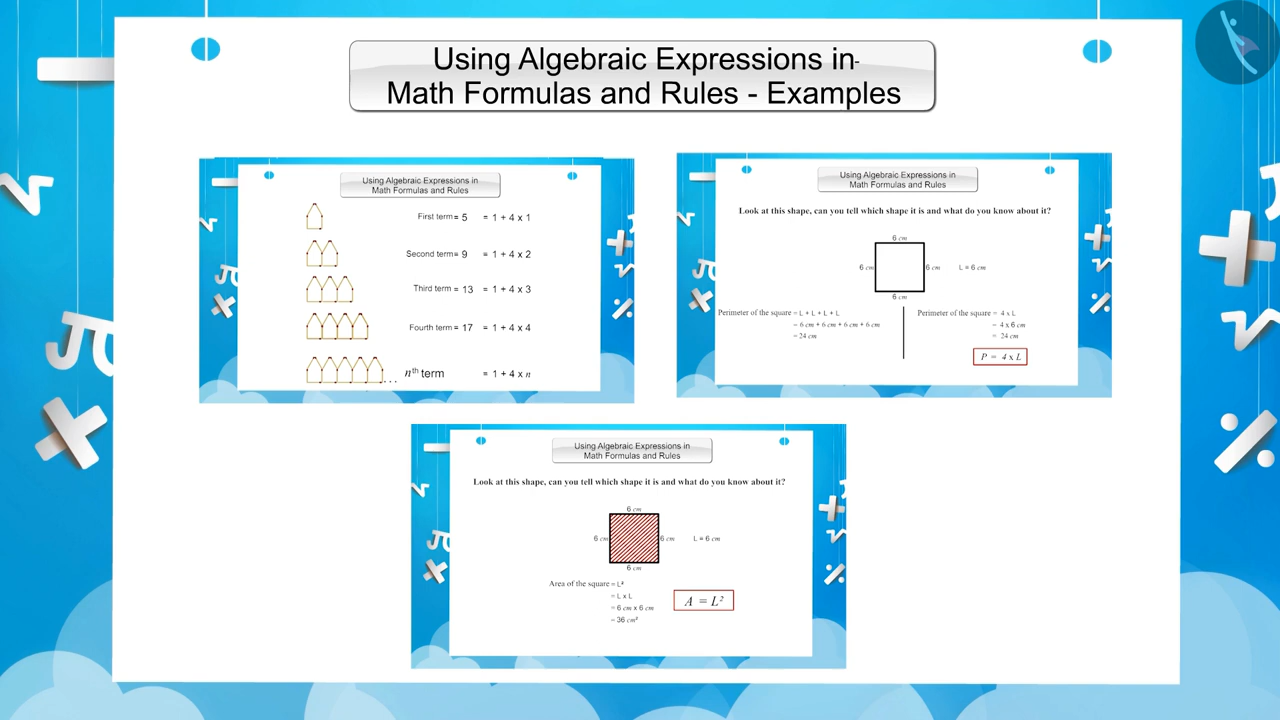 Using Algebraic Expressions in-
Math Formulas and Rules - Examples
Using Algebraic Expressions in
Math Formulas and Rules
First term = 5 = 1 + 4 x 1
Second term = 9 = 1 + 4 x 2
Third term = 13 = 1 + 4 x 3
Fourth term = 17 = 1 + 4 x 4
... nth term = 1 + 4 x n
Using Algebraic Expressions in
Math Formulas and Rules
Look at this shape, can you tell which shape it is and what do you know about it?
6 cm
6 cm 6 cm L = 6 cm
6 cm
Perimeter of the square = L + L + L + L
= 6 cm + 6 cm + 6 cm + 6 cm
= 24 cm
Perimeter of the square = 4 x L
= 4 x 6 cm
= 24 cm
P = 4 x L
Using Algebraic Expressions in
Math Formulas and Rules
Look at this shape, can you tell which shape it is and what do you know about it?
6 cm
6 cm 6 cm L = 6 cm
6 cm
Area of the square = L²
= L x L
= 6 cm x 6 cm
= 36 cm²
A = L²